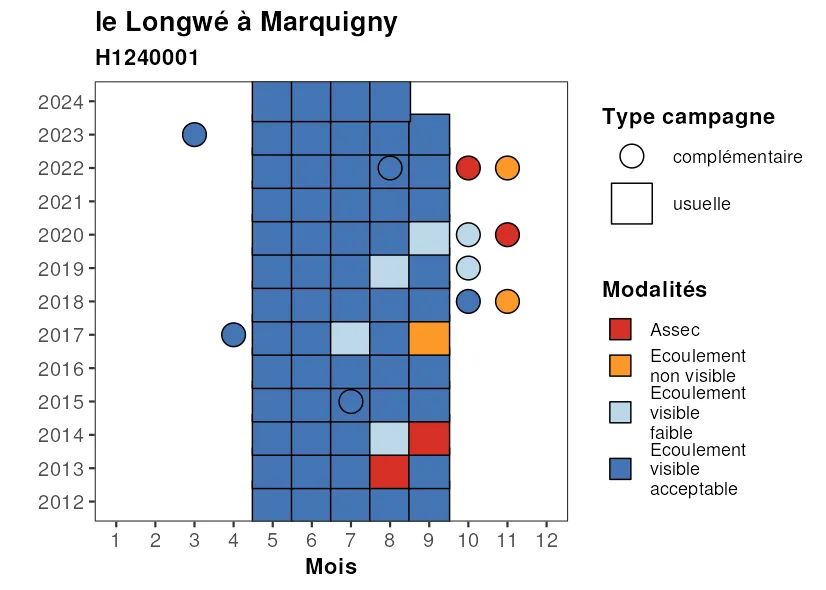 le Longwé à Marquigny
H1240001
2024
2023
2022
2021
2020
2019
2018
2017
2016
2015
2014
2013
2012
1 2 3 4 5 6 7 8 9 10 11 12
Mois
Type campagne
complémentaire
usuelle
Modalités
Assec
Ecoulement
non visible
Ecoulement
visible
faible
Ecoulement
visible
acceptable